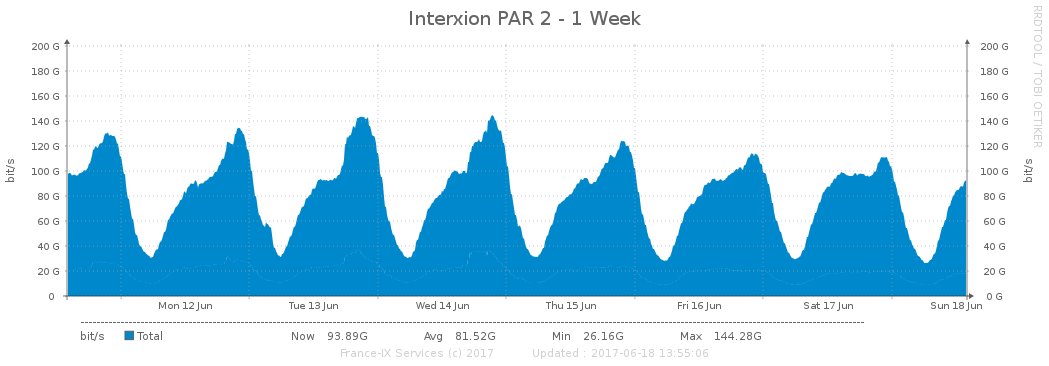 Interxion PAR 2 - 1 Week
RRDTOOL / TOBI OETIKER
bit/s
200 G
180 G
160 G
140 G
120 G
100 G
80 G
60 G
40 G
20 G
0
200 G
180 G
160 G
140 G
120 G
100 G
80 G
60 G
40 G
20 G
0 G
bit/s
Mon 12 Jun Tue 13 Jun Wed 14 Jun Thu 15 Jun Fri 16 Jun Sat 17 Jun Sun 18 Jun
bit/s Total Now 93.89G Avg 81.52G Min 26.16G Max 144.28G
France-IX Services (c) 2017 Updated : 2017-06-18 13:55:06